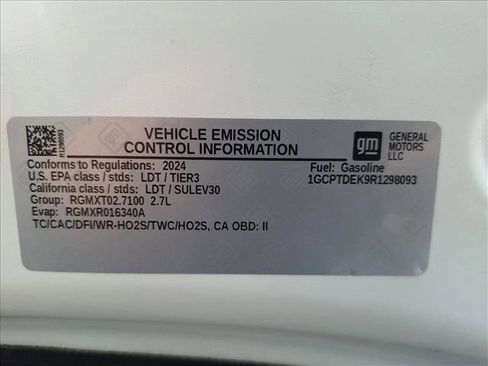 VEHICLE EMISSION
CONTROL INFORMATION
R1298093
gm
GENERAL
MOTORS
LLC
Conforms to Regulations: 2024
Fuel: Gasoline
U.S. EPA class / stds: LDT / TIER3
1GCPTDEK9R1298093
California class / stds: LDT / SULEV30
Group: RGMXT02.7100 2.7L
Evap: RGMXR016340A
TC/CAC/DFI/WR-HO2S/TWC/HO2S, CA OBD: II